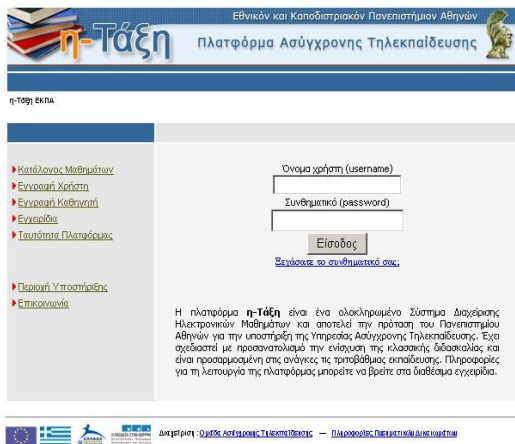 Εθνικόν και Καποδιστριακόν Πανεπιστήμιον Αθηνών
η-Τάξη
Πλατφόρμα Ασύγχρονης Τηλεκπαίδευσης
η-Τάξη ΕΚΠΑ
Κατάλογος Μαθημάτων
Εγγραφή Χρήστη
Εγγραφή Καθηγητή
Εγχειρίδια
Ταυτότητα Πλατφόρμας
Περιοχή Υποστήριξης
Επικοινωνία
Όνομα χρήστη (username)
Συνθηματικό (password)
Είσοδος
Ξεχάσατε το συνθηματικό σας;
Η πλατφόρμα η-Τάξη είναι ένα ολοκληρωμένο Σύστημα Διαχείρισης
Ηλεκτρονικών Μαθημάτων και αποτελεί την πρόταση του Πανεπιστημίου
Αθηνών για την υποστήριξη της Υπηρεσίας Ασύγχρονης Τηλεκπαίδευσης. Έχει
σχεδιαστεί με προσανατολισμό την ενίσχυση της κλασσικής διδασκαλίας και
είναι προσαρμοσμένη στις ανάγκες τις τριτοβάθμιας εκπαίδευσης. Πληροφορίες
για τη λειτουργία της πλατφόρμας μπορείτε να βρείτε στα διαθέσιμα εγχειρίδια.
Διαχείριση : Ομάδα Ασύγχρονης Τηλεκπαίδευσης — Πληροφορίες Πνευματικών Δικαιωμάτων